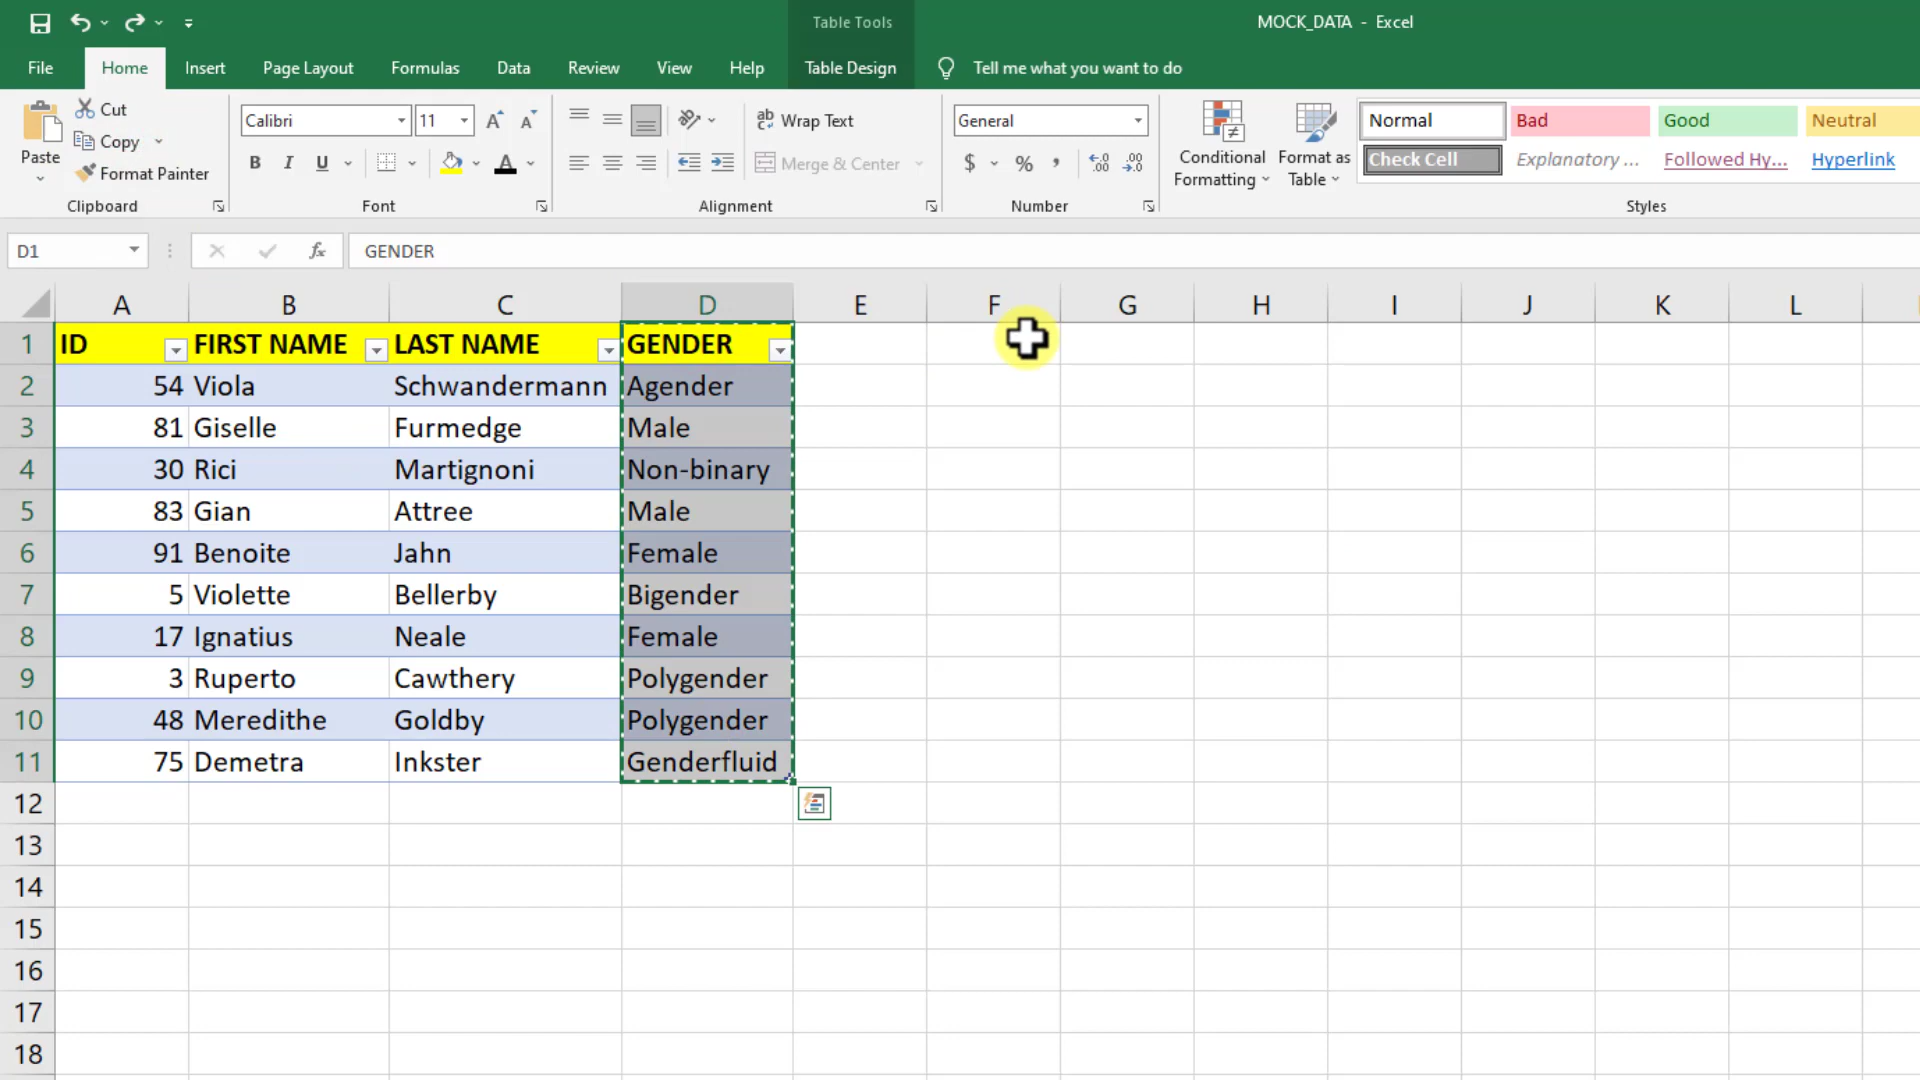 Table Tools
MOCK_DATA - Excel
File Home Insert Page Layout Formulas Data Review View Help Table Design Tell me what you want to do
Paste
Cut
Copy
Format Painter
Clipboard
Calibri 11
B I U A
Font
ab Wrap Text
Merge & Center
Alignment
General
$ % , .00 .00
Number
Conditional Formatting
Format as Table
Normal Bad Good Neutral
Check Cell Explanatory ... Followed Hy... Hyperlink
Styles
D1 fx GENDER
A B C D E F G H I J K L
1 ID FIRST NAME LAST NAME GENDER
2 54 Viola Schwandermann Agender
3 81 Giselle Furmedge Male
4 30 Rici Martignoni Non-binary
5 83 Gian Attree Male
6 91 Benoite Jahn Female
7 5 Violette Bellerby Bigender
8 17 Ignatius Neale Female
9 3 Ruperto Cawthery Polygender
10 48 Meredithe Goldby Polygender
11 75 Demetra Inkster Genderfluid
12
13
14
15
16
17
18